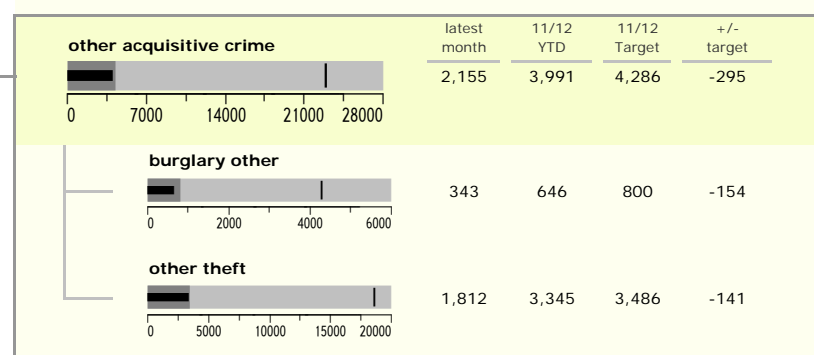 latest 11/12 11/12 +/-
other acquisitive crime month YTD Target target
2,155 3,991 4,286 -295
0 7000 14000 21000 28000
burglary other
343 646 800 -154
0 2000 4000 6000
other theft
1,812 3,345 3,486 -141
0 5000 10000 15000 20000